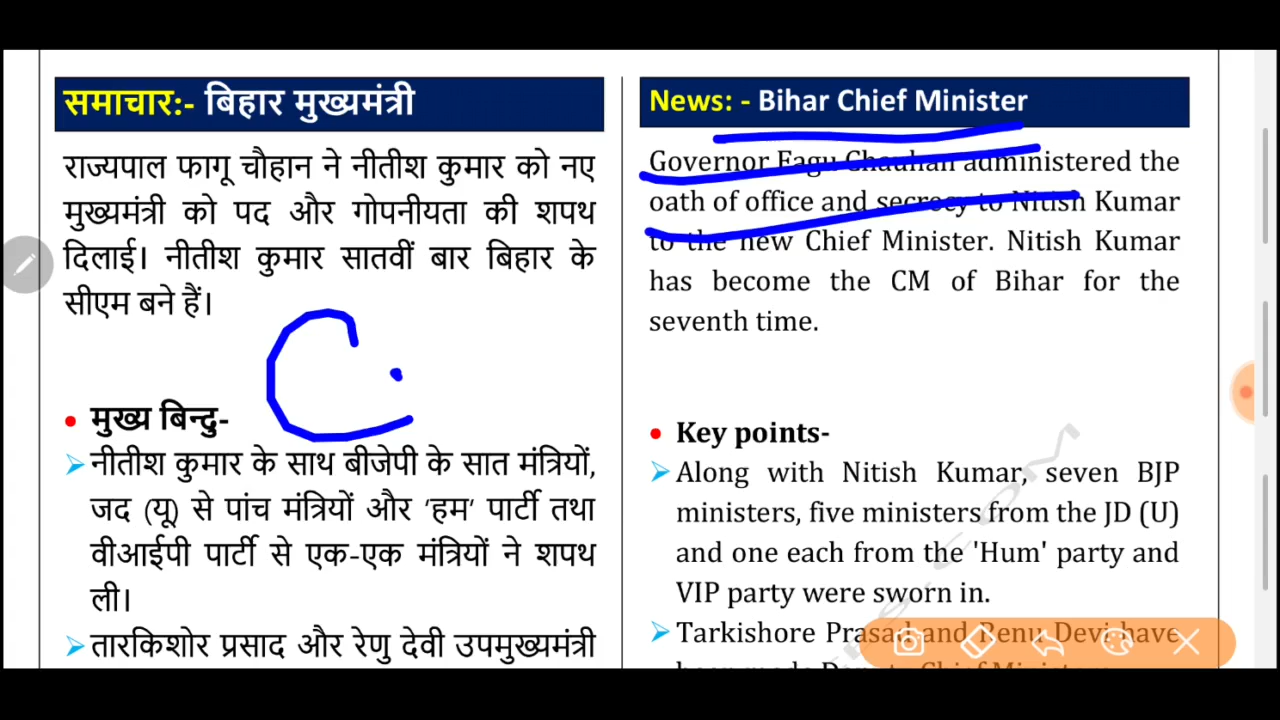 समाचार:- बिहार मुख्यमंत्री
राज्यपाल फागू चौहान ने नीतीश कुमार को नए
मुख्यमंत्री को पद और गोपनीयता की शपथ
दिलाई। नीतीश कुमार सातवीं बार बिहार के
सीएम बने हैं।
• मुख्य बिन्दु-
➢ नीतीश कुमार के साथ बीजेपी के सात मंत्रियों,
जद (यू) से पांच मंत्रियों और ‘हम’ पार्टी तथा
वीआईपी पार्टी से एक-एक मंत्रियों ने शपथ
ली।
➢ तारकिशोर प्रसाद और रेणु देवी उपमुख्यमंत्री
News: - Bihar Chief Minister
Governor Fagu Chauhan administered the
oath of office and secrecy to Nitish Kumar
to the new Chief Minister. Nitish Kumar
has become the CM of Bihar for the
seventh time.
• Key points-
➢ Along with Nitish Kumar, seven BJP
ministers, five ministers from the JD (U)
and one each from the 'Hum' party and
VIP party were sworn in.
➢ Tarkishore Prasad and Renu Devi have